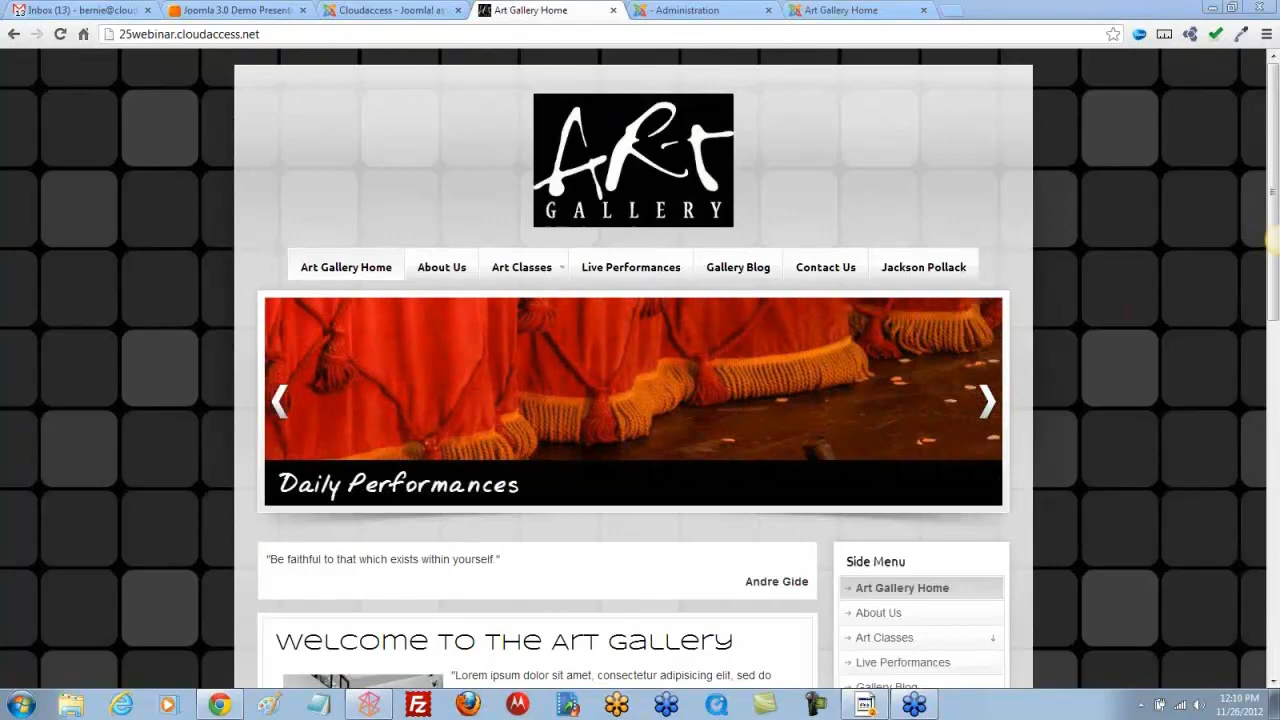 Inbox (13) - bernie@cloud
Joomla 3.0 Demo Present
Cloudaccess - Joomla! as
Art Gallery Home
- Administration
Art Gallery Home
25webinar.cloudaccess.net
ART
GALLERY
Art Gallery Home
About Us
Art Classes
Live Performances
Gallery Blog
Contact Us
Jackson Pollack
Daily Performances
"Be faithful to that which exists within yourself."
Andre Gide
Side Menu
Art Gallery Home
About Us
Art Classes
Live Performances
Gallery Blog
Welcome To The Art Gallery
"Lorem ipsum dolor sit amet, consectetur adipisicing elit, sed do
12:10 PM
11/26/2012